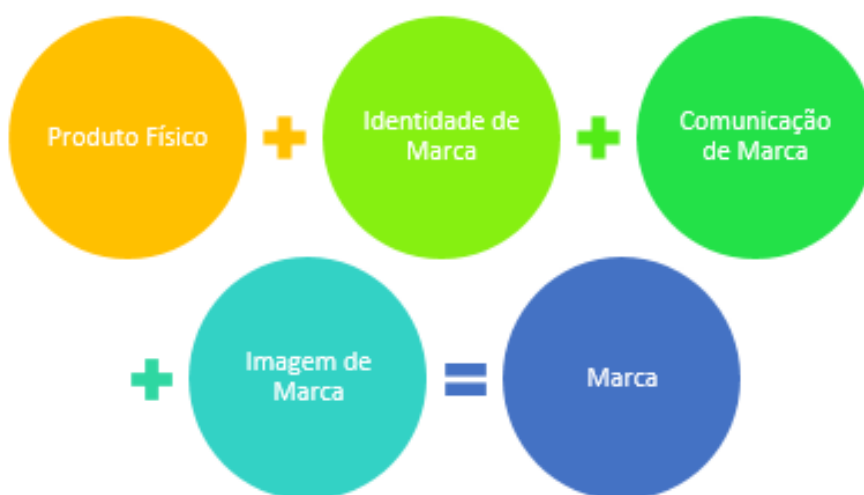 Produto Físico
Identidade de
Marca
Comunicação
de Marca
Imagem de
Marca
Marca